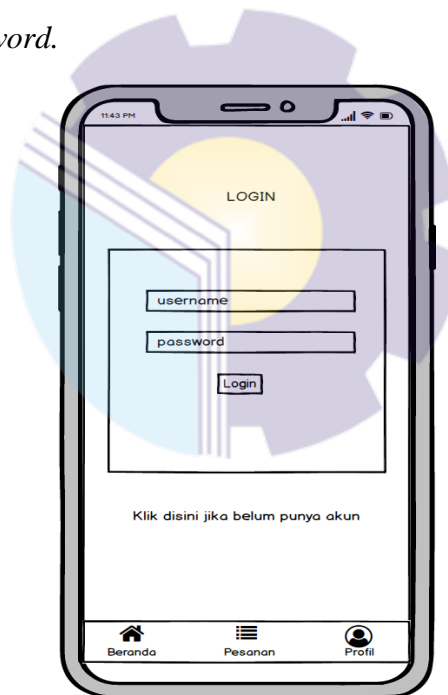 word.
11:43 PM
LOGIN
username
password
Login
Klik disini jika belum punya akun
Beranda Pesanan Profil